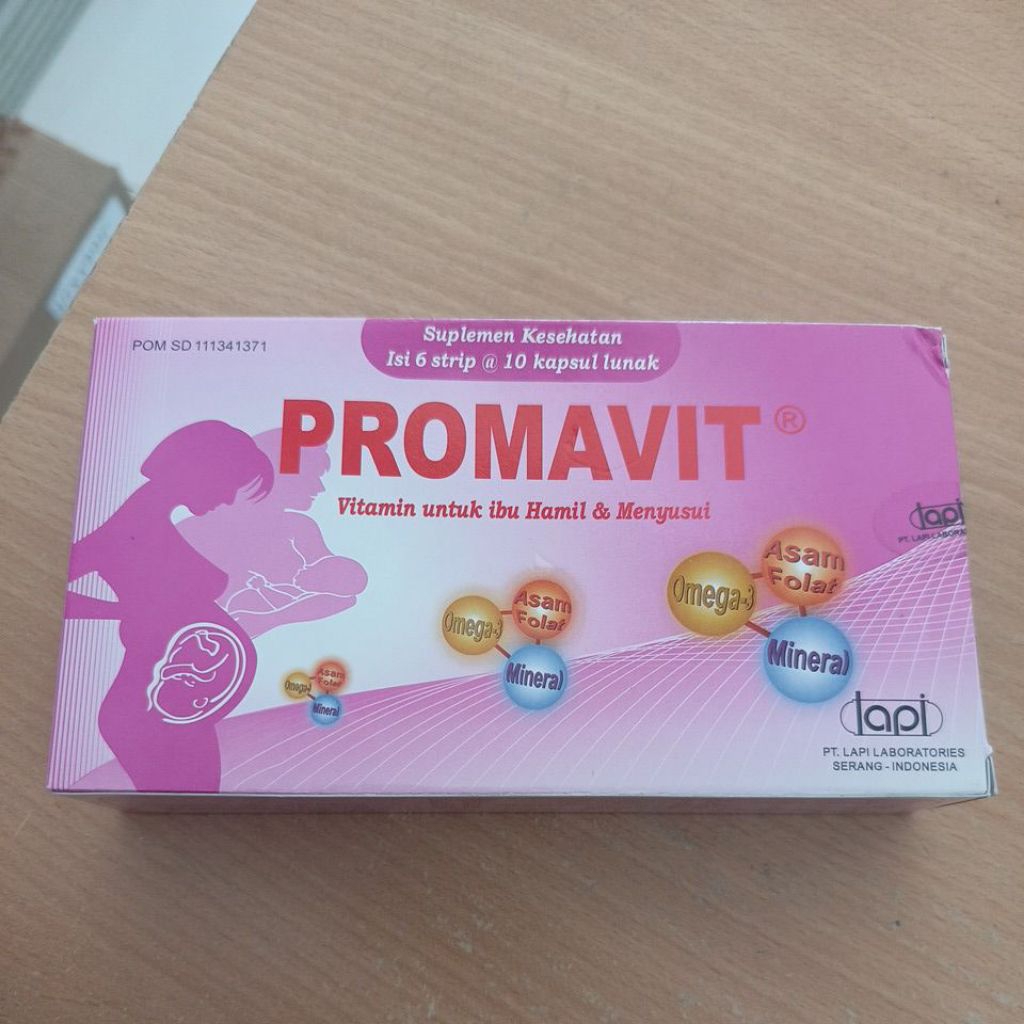 POM SD 111341371
Suplemen Kesehatan
Isi 6 strip @ 10 kapsul lunak
PROMAVIT ®
Vitamin untuk ibu Hamil & Menyusui
lapi
PT. LAPI
Omega-3
Asam
Folat
Mineral
Omega-3
Asam
Folat
Mineral
Omega-3
Asam
Folat
Mineral
lapi
PT. LAPI LABORATORIES
SERANG - INDONESIA